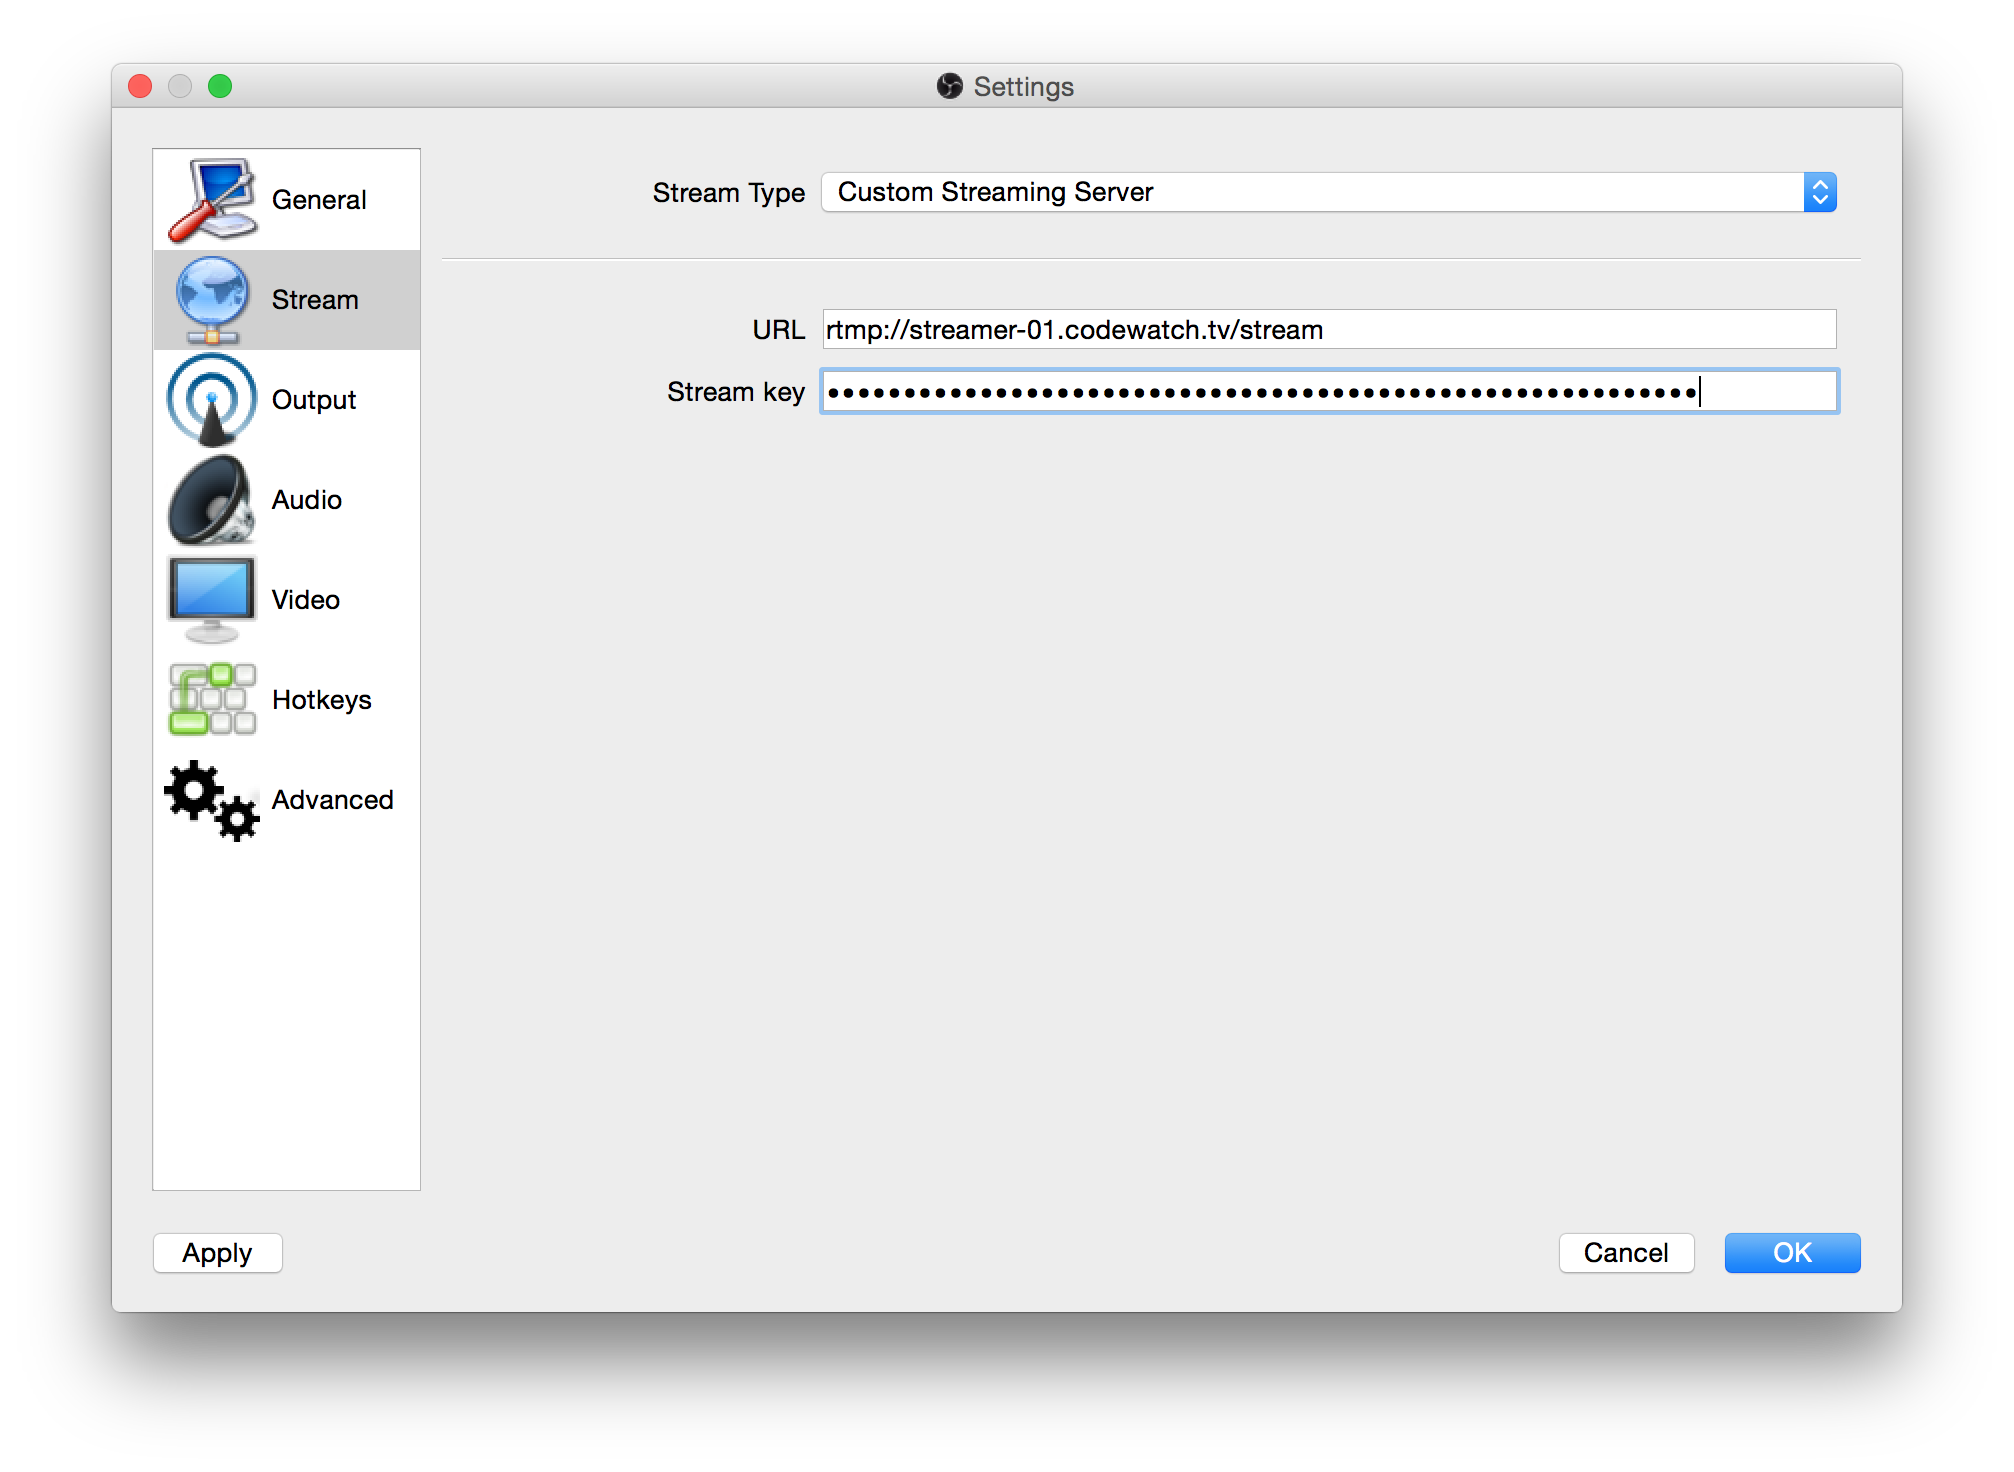 Settings
General
Stream
Output
Audio
Video
Hotkeys
Advanced
Stream Type Custom Streaming Server
URL rtmp://streamer-01.codewatch.tv/stream
Stream key •••••••••••••••••••••••••••••••••••••••••••••••••••••••••
Apply Cancel OK